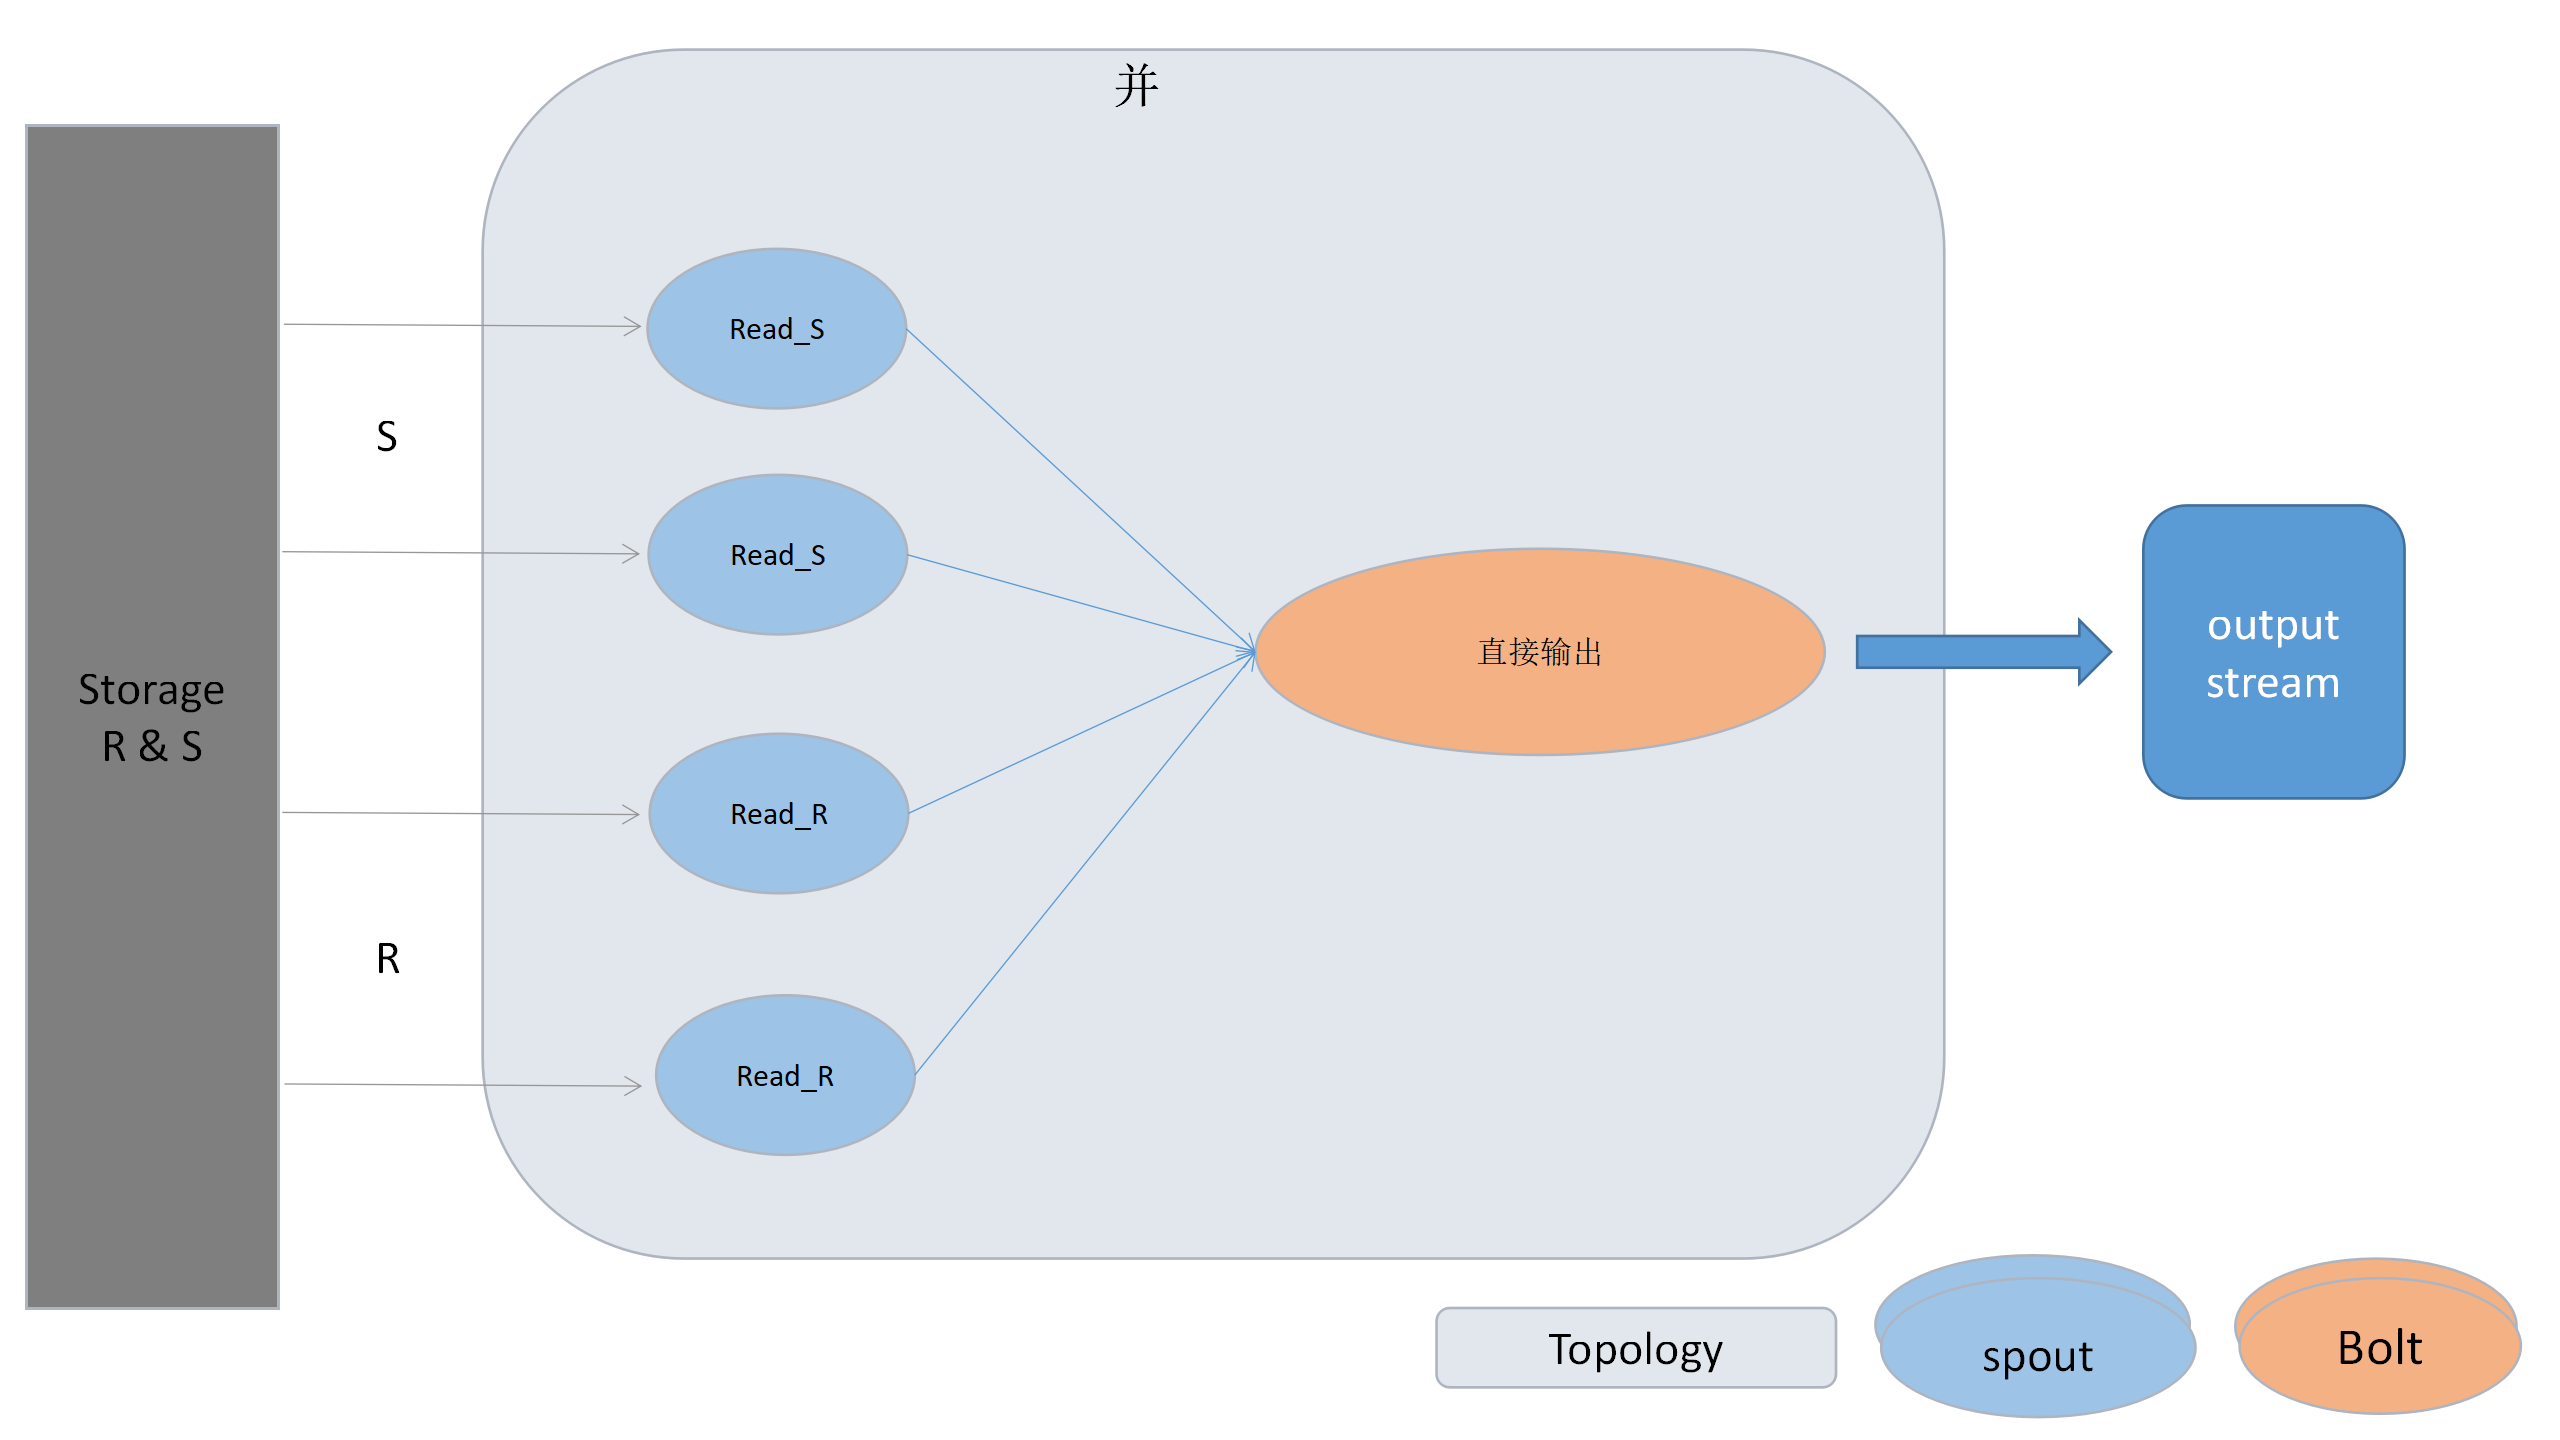 并
Storage
R & S
S
R
Read_S
Read_S
Read_R
Read_R
直接输出
output
stream
Topology
spout
Bolt